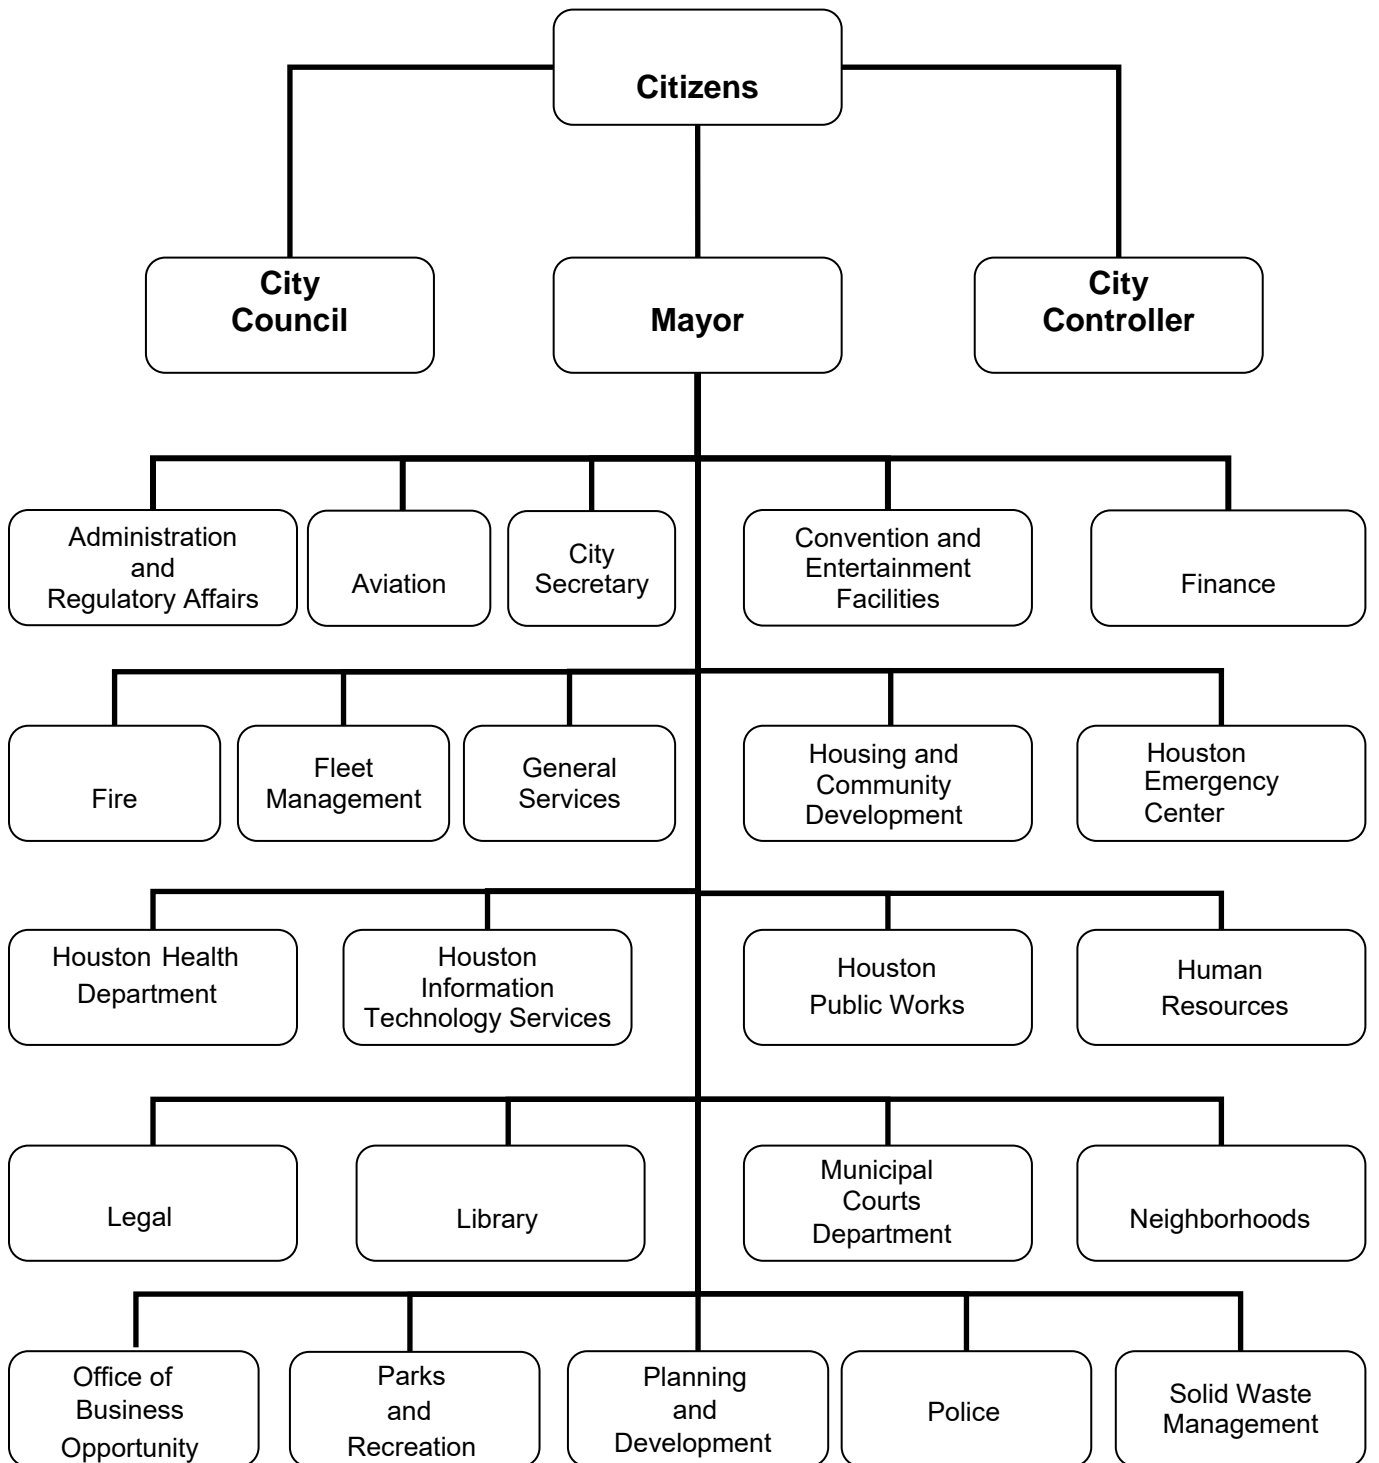 Citizens
City
Council
Mayor
City
Controller
Administration
and
Regulatory Affairs
Aviation
City
Secretary
Convention and
Entertainment
Facilities
Finance
Fire
Fleet
Management
General
Services
Housing and
Community
Development
Houston
Emergency
Center
Houston Health
Department
Houston
Information
Technology Services
Houston
Public Works
Human
Resources
Legal
Library
Municipal
Courts
Department
Neighborhoods
Office of
Business
Opportunity
Parks
and
Recreation
Planning
and
Development
Police
Solid Waste
Management